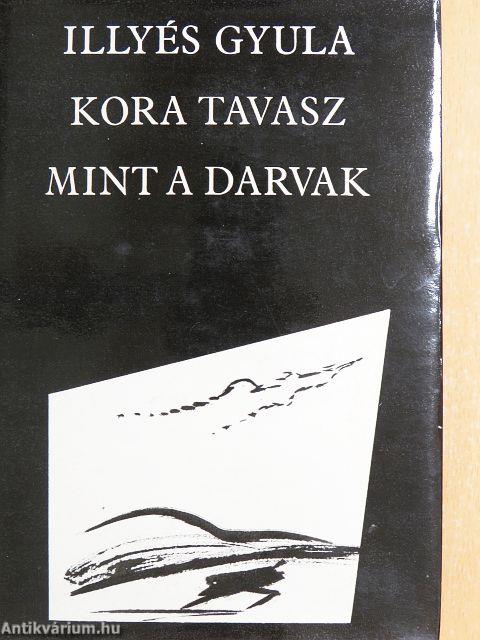 ILLYÉS GYULA
KORA TAVASZ
MINT A DARVAK
Antikvárium.hu